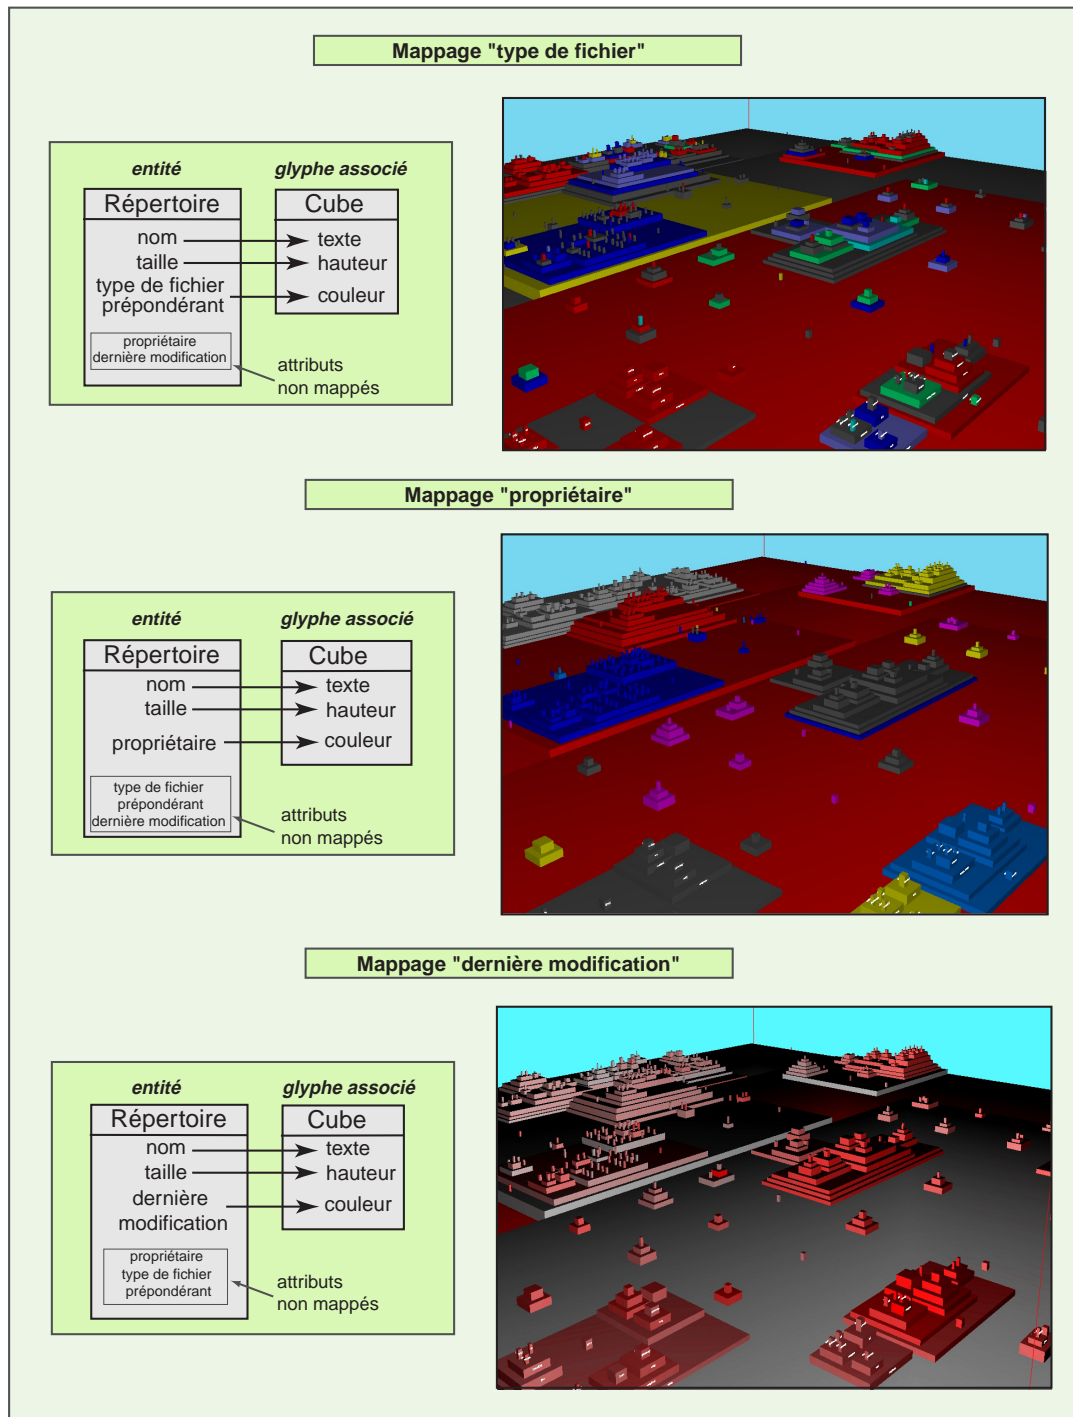 Mappage "type de fichier"
entité
glyphe associé
Répertoire
Cube
nom
texte
taille
hauteur
type de fichier
prépondérant
couleur
propriétaire
dernière modification
attributs
non mappés
Mappage "propriétaire"
entité
glyphe associé
Répertoire
Cube
nom
texte
taille
hauteur
propriétaire
couleur
type de fichier
prépondérant
dernière modification
attributs
non mappés
Mappage "dernière modification"
entité
glyphe associé
Répertoire
Cube
nom
texte
taille
hauteur
dernière
modification
couleur
propriétaire
type de fichier
prépondérant
attributs
non mappés